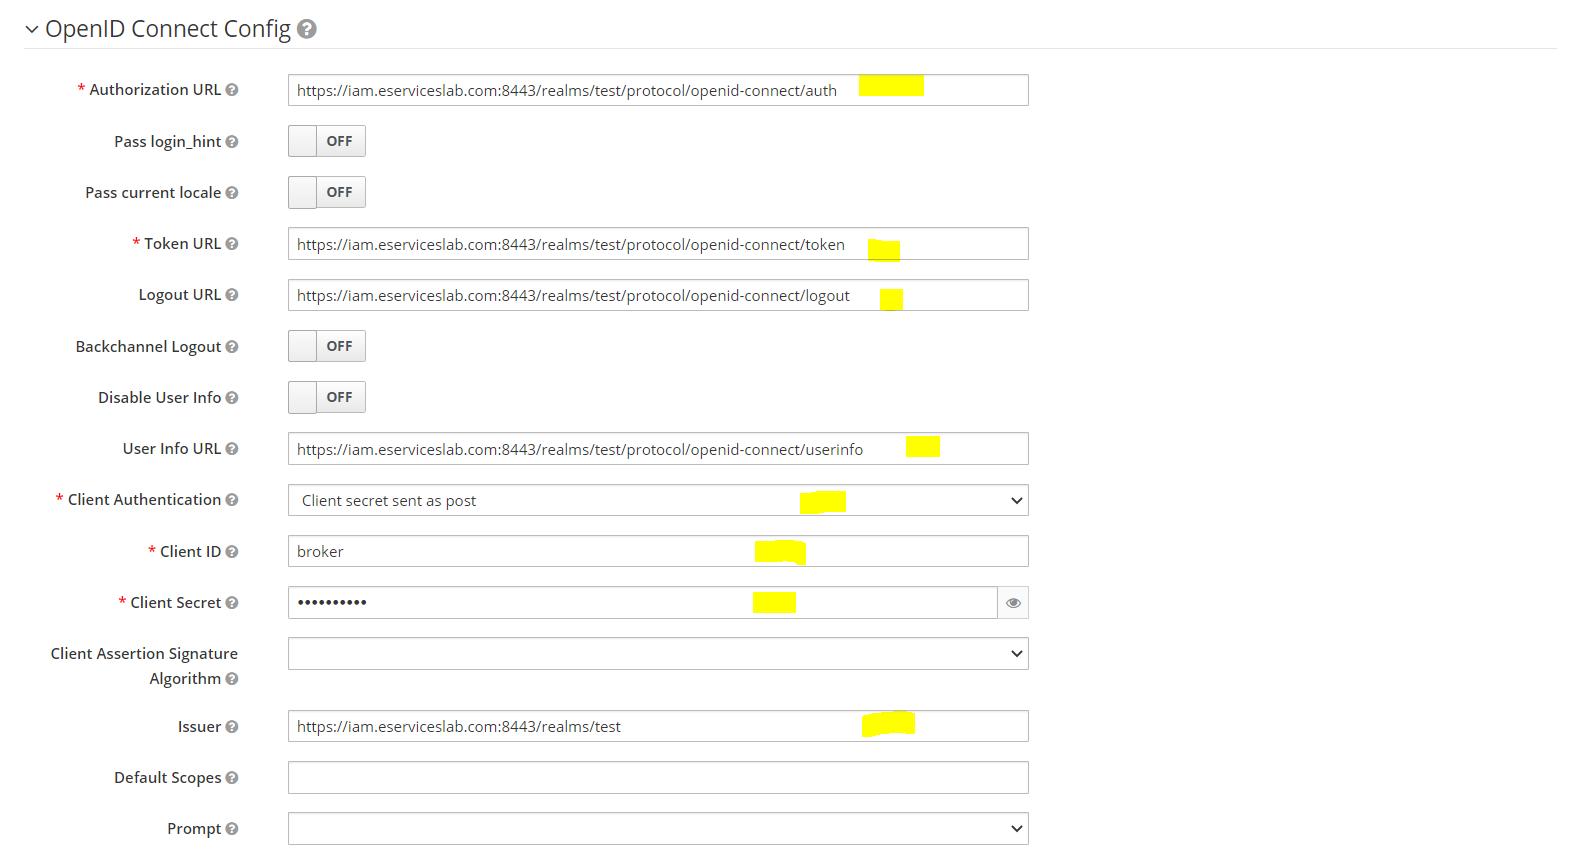 OpenID Connect Config
* Authorization URL https://iam.eserviceslab.com:8443/realms/test/protocol/openid-connect/auth
Pass login_hint OFF
Pass current locale OFF
* Token URL https://iam.eserviceslab.com:8443/realms/test/protocol/openid-connect/token
Logout URL https://iam.eserviceslab.com:8443/realms/test/protocol/openid-connect/logout
Backchannel Logout OFF
Disable User Info OFF
User Info URL https://iam.eserviceslab.com:8443/realms/test/protocol/openid-connect/userinfo
* Client Authentication Client secret sent as post
* Client ID broker
* Client Secret ••••••••••
Client Assertion Signature
Algorithm
Issuer https://iam.eserviceslab.com:8443/realms/test
Default Scopes
Prompt